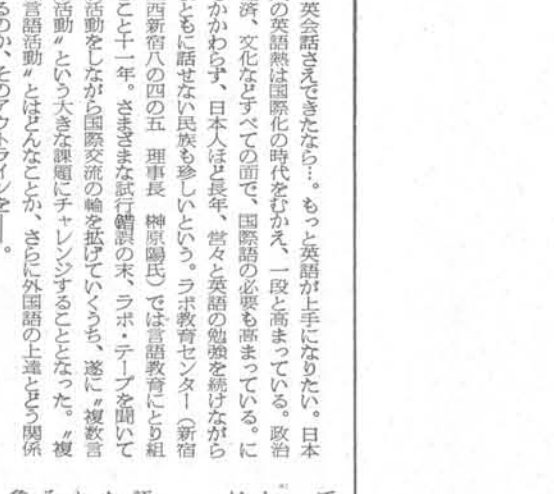 英会話さえできたなら…。もっと英語が上手になりたい。日本
の英語熱は国際化の時代をむかえ、一段と高まっている。政治
済、文化などすべての面で、国際語の必要も高まっている。に
かかわらず、日本人ほど長年、営々と英語の勉強を続けながら
ともに話せない民族も珍しいという。ラボ教育センター(新宿
西新宿八の四の五 理事長 榊原陽氏)では言語教育にとり組
こと十一年。さまざまな試行錯誤の末、ラボ・テープを聞いて
活動をしながら国際交流の輪を拡げていくうち、遂に〃複数言
活動〃という大きな課題にチャレンジすることとなった。〃複
言語活動〃とはどんなことか、さらに外国語の上達とどう関係
るのか、そのアウトラインを――。